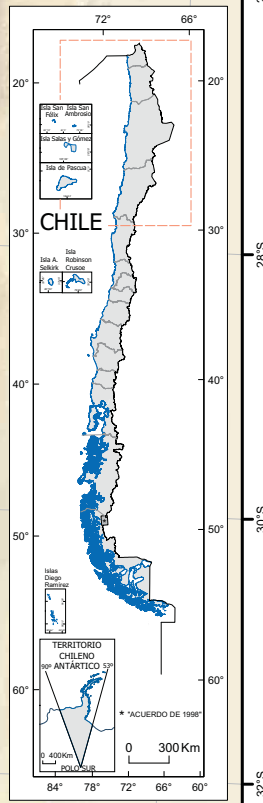 72° 66°
20° 20°
Isla San Félix
Isla San Ambrosio
Isla Salas y Gómez
Isla de Pascua
CHILE
30° 30°
28°S
Isla A. Selkirk
Isla Robinson Crusoe
40° 40°
50° 50°
30°S
Islas
Diego
Ramírez
TERRITORIO
CHILENO
ANTÁRTICO
90° 53°
60° 60°
* "ACUERDO DE 1998"
0 400Km
POLO SUR
0 300 Km
84° 78° 72° 66° 60°
32°S